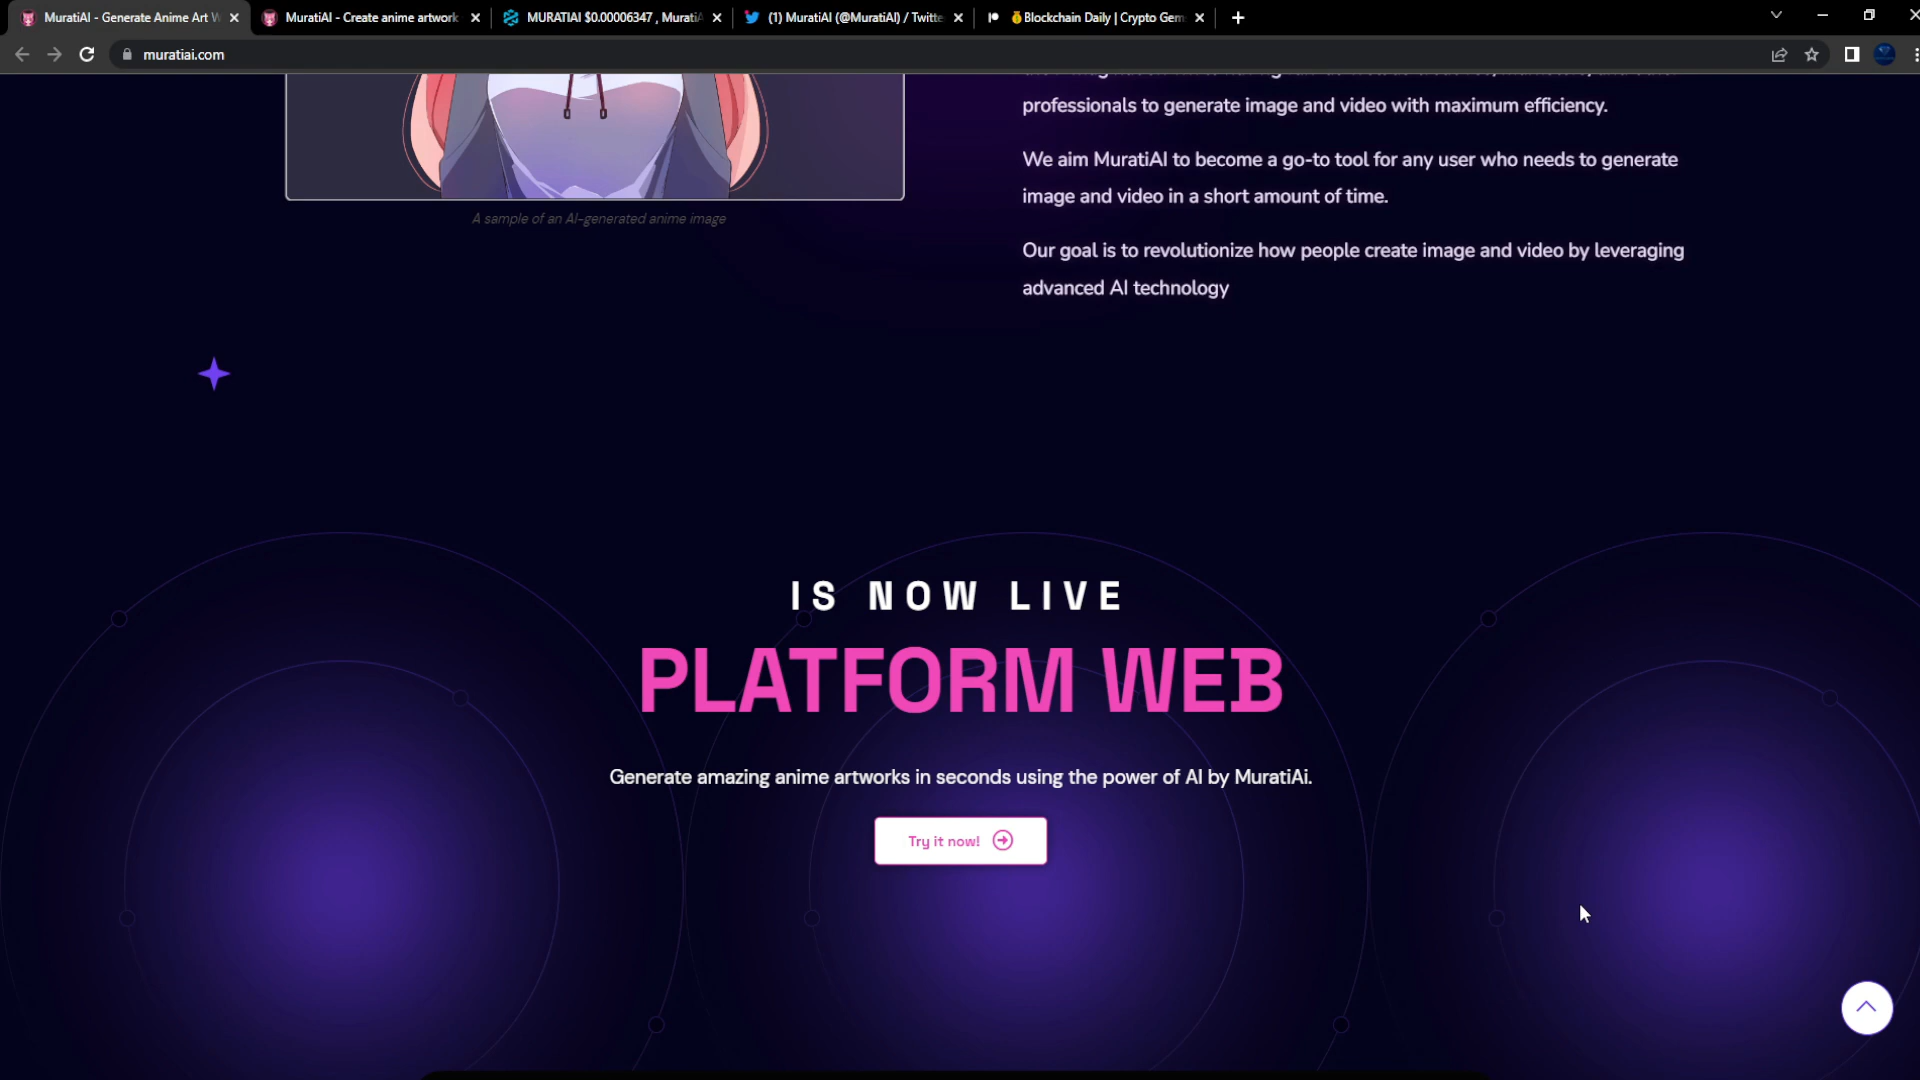 MuratiAI - Generate Anime Art W
MuratiAI - Create anime artwork
MURATIAI $0.00006347 , MuratiA
(1) MuratiAI (@MuratiAI) / Twitte
Blockchain Daily | Crypto Gem
muratiai.com
professionals to generate image and video with maximum efficiency.
We aim MuratiAI to become a go-to tool for any user who needs to generate
image and video in a short amount of time.
A sample of an AI-generated anime image
Our goal is to revolutionize how people create image and video by leveraging
advanced AI technology
IS NOW LIVE
PLATFORM WEB
Generate amazing anime artworks in seconds using the power of AI by MuratiAi.
Try it now!